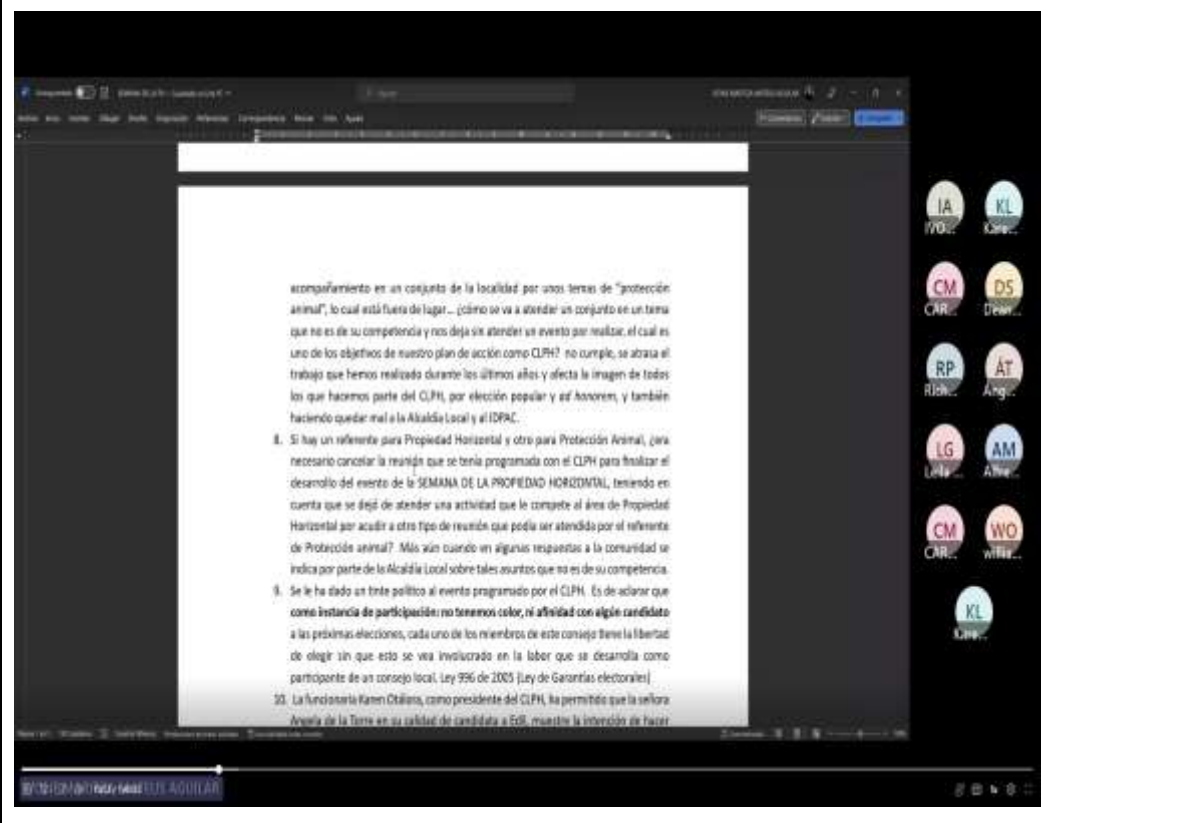 acompañamiento en un conjunto de la localidad por unos temas de "protección
animal", lo cual está fuera de lugar... ¿cómo se va a atender un conjunto en un tema
que no es de su competencia y nos deja sin atender un evento por realizar, el cual es
uno de los objetivos de nuestro plan de acción como CLPH? no cumple, se atrasa el
trabajo que hemos realizado durante los últimos años y afecta la imagen de todos
los que hacemos parte del CLPH, por elección popular y ad honorem, y también
haciendo quedar mal a la Alcaldía Local y al IDPAC.
8. Si hay un referente para Propiedad Horizontal y otro para Protección Animal, ¿era
necesario cancelar la reunión que se tenía programada con el CLPH para finalizar el
desarrollo del evento de la SEMANA DE LA PROPIEDAD HORIZONTAL, teniendo en
cuenta que se dejó de atender una actividad que le compete al área de Propiedad
Horizontal por acudir a otro tipo de reunión que podía ser atendida por el referente
de Protección animal? Más aún cuando en algunas respuestas a la comunidad se
indica por parte de la Alcaldía Local sobre tales asuntos que no es de su competencia.
9. Se le ha dado un tinte político al evento programado por el CLPH. Es de aclarar que
como instancia de participación: no tenemos color, ni afinidad con algún candidato
a las próximas elecciones, cada uno de los miembros de este consejo tiene la libertad
de elegir sin que esto se vea involucrado en la labor que se desarrolla como
participante de un consejo local. Ley 996 de 2005 (Ley de Garantías electorales)
10. La funcionaria Karen Otálora, como presidente del CLPH, ha permitido que la señora
Angela de la Torre en su calidad de candidata a Edil, muestre la intención de hacer
IA KL
IVO... Kare...
CM DS
CAR...
RP ÁT
Rich... Áng...
LG AM
Leila ...
CM WO
CAR... willia...
KL
Kare...
AGUILAR